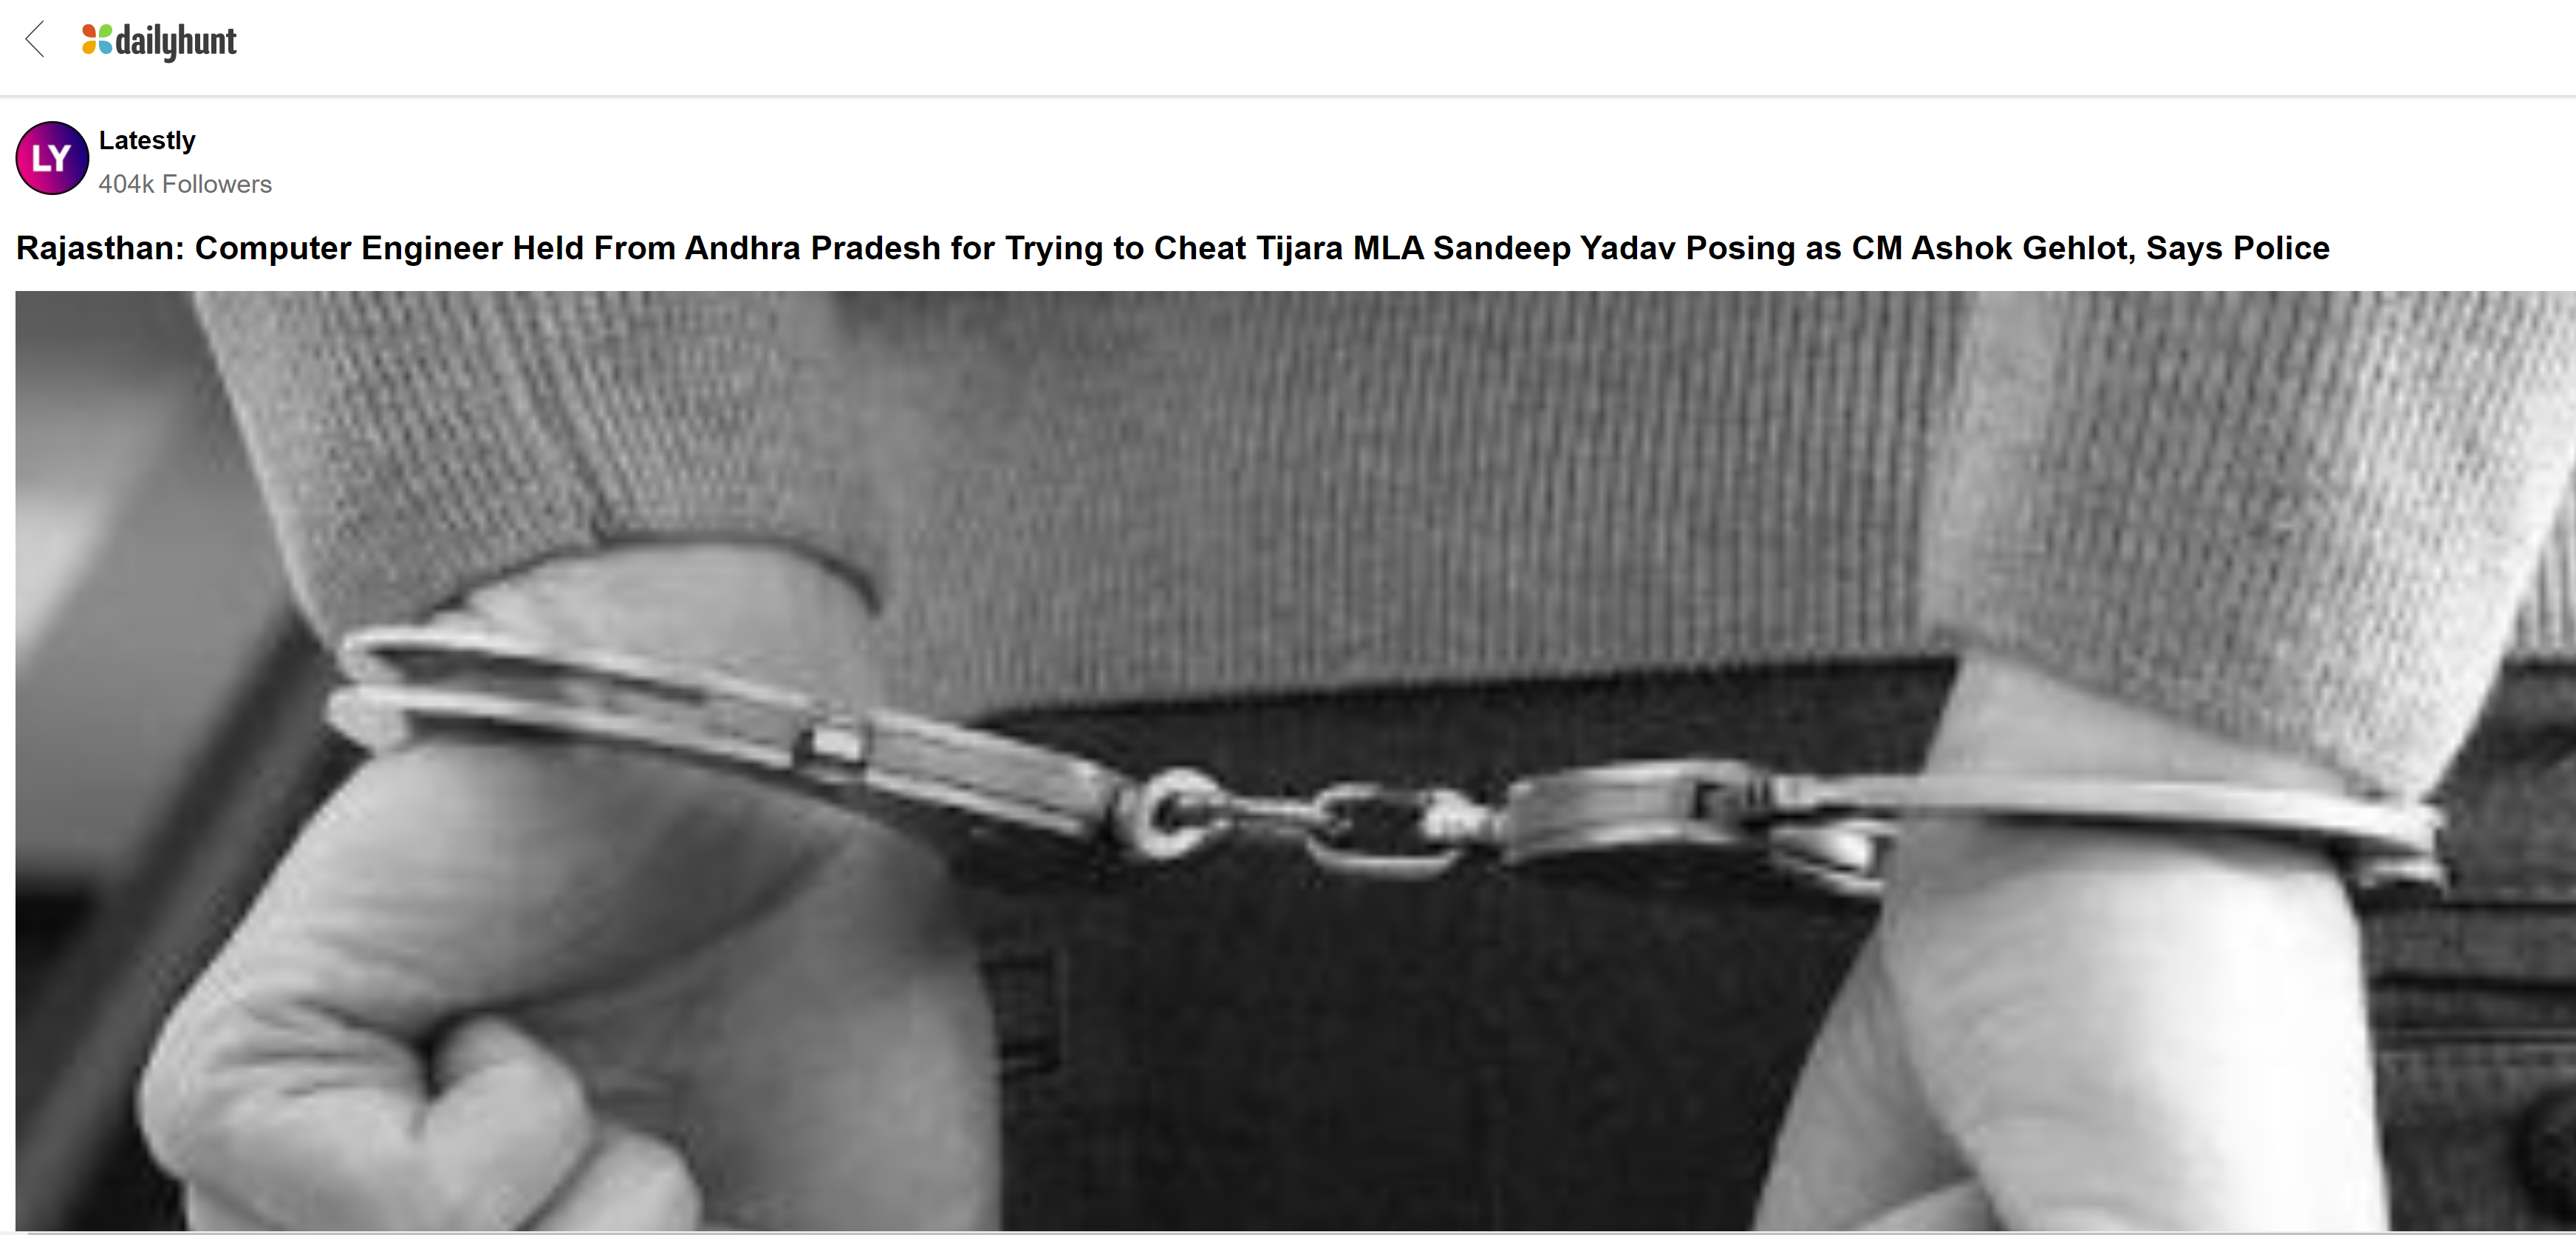 dailyhunt
LY
Latestly
404k Followers
Rajasthan: Computer Engineer Held From Andhra Pradesh for Trying to Cheat Tijara MLA Sandeep Yadav Posing as CM Ashok Gehlot, Says Police